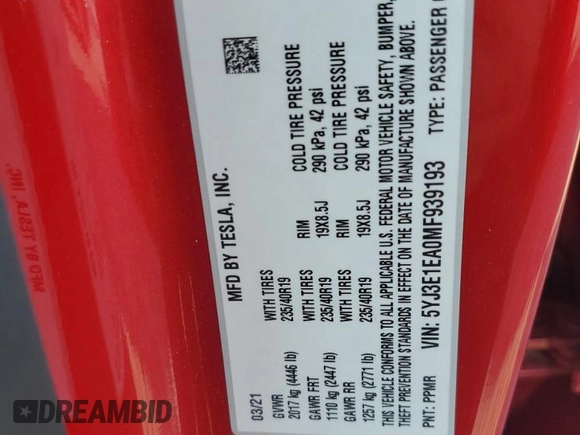 MFD BY TESLA, INC.
03/21
GVWR WITH TIRES RIM COLD TIRE PRESSURE
2017 kg (4446 lb) 235/40R19 19X8.5J 290 kPa, 42 psi
GAWR FRT WITH TIRES RIM COLD TIRE PRESSURE
1110 kg (2447 lb) 235/40R19 19X8.5J 290 kPa, 42 psi
GAWR RR WITH TIRES
1257 kg (2771 lb) 235/40R19
THIS VEHICLE CONFORMS TO ALL APPLICABLE U.S. FEDERAL MOTOR VEHICLE SAFETY, BUMPER,
THEFT PREVENTION STANDARDS IN EFFECT ON THE DATE OF MANUFACTURE SHOWN ABOVE.
PNT: PPMR VIN: 5YJ3E1EA0MF939193 TYPE: PASSENGER
DREAMBID
dreambid.com